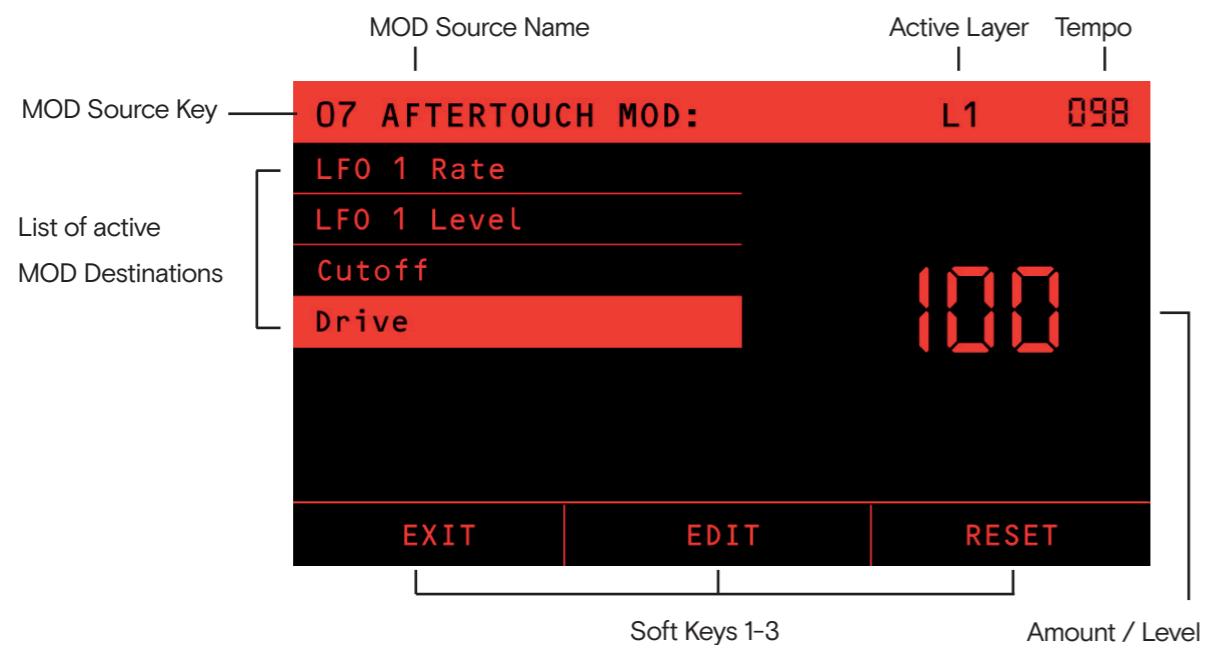 MOD Source Name
Active Layer
Tempo
MOD Source Key
07 AFTERTOUCH MOD: L1 098
LFO 1 Rate
LFO 1 Level
Cutoff
Drive
List of active
MOD Destinations
100
EXIT EDIT RESET
Soft Keys 1-3
Amount / Level